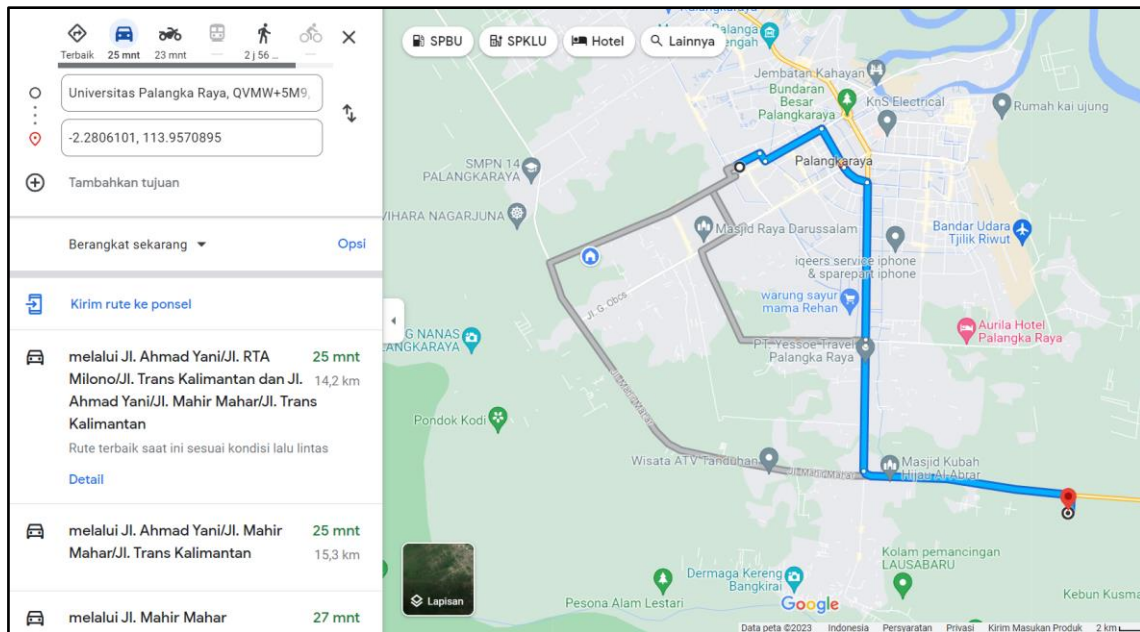 Terbaik
25 mnt
23 mnt
2 j 56 ...
Universitas Palangka Raya, QVMW+5M9,
-2.2806101, 113.9570895
Tambahkan tujuan
Berangkat sekarang
Opsi
Kirim rute ke ponsel
melalui Jl. Ahmad Yani/Jl. RTA
Milono/Jl. Trans Kalimantan dan Jl.
Ahmad Yani/Jl. Mahir Mahar/Jl. Trans
Kalimantan
25 mnt
14,2 km
Rute terbaik saat ini sesuai kondisi lalu lintas
Detail
melalui Jl. Ahmad Yani/Jl. Mahir
Mahar/Jl. Trans Kalimantan
25 mnt
15,3 km
melalui Jl. Mahir Mahar
27 mnt
SPBU
SPKLU
Hotel
Lainnya
Jembatan Kahayan
Bundaran
Besar
Palangkaraya
KnS Electrical
Rumah kai ujung
SMPN 14
PALANGKARAYA
Palangkaraya
VIHARA NAGARJUNA
Masjid Raya Darussalam
Bandar Udara
Tjilik Riwut
iqeers service iphone
& sparepart iphone
warung sayur
mama Rehan
Jl. G. Obos
G NANAS
ANGKARAYA
Aurila Hotel
Palangka Raya
PT. Yessoe Travel
Palangka Raya
Pondok Kodi
Wisata ATV Tanduhan
Masjid Kubah
Hijau Al-Abrar
Kolam pemancingan
LAUSABARU
Dermaga Kereng
Bangkirai
Pesona Alam Lestari
Kebun Kusma
Lapisan
Google
Data peta ©2023
Indonesia
Persyaratan
Privasi
Kirim Masukan Produk
2 km